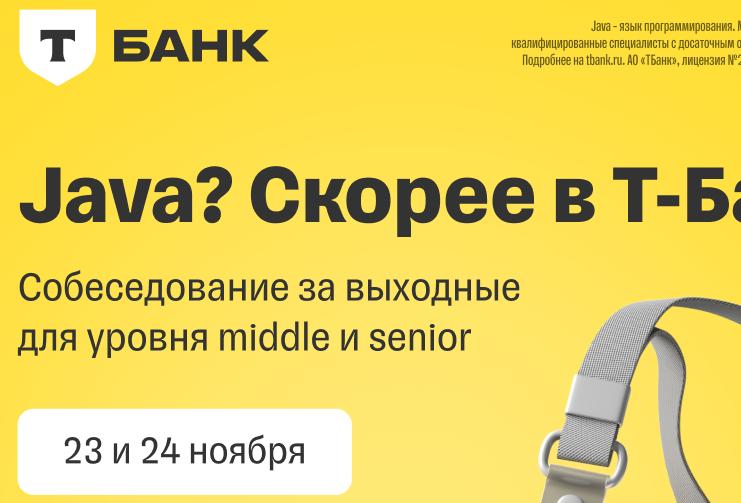 Т БАНК
Java - язык программирования.
квалифицированные специалисты с достаточным
Подробнее на tbank.ru. АО «ТБанк», лицензия №2
Java? Скорее в Т-Ба
Собеседование за выходные
для уровня middle и senior
23 и 24 ноября